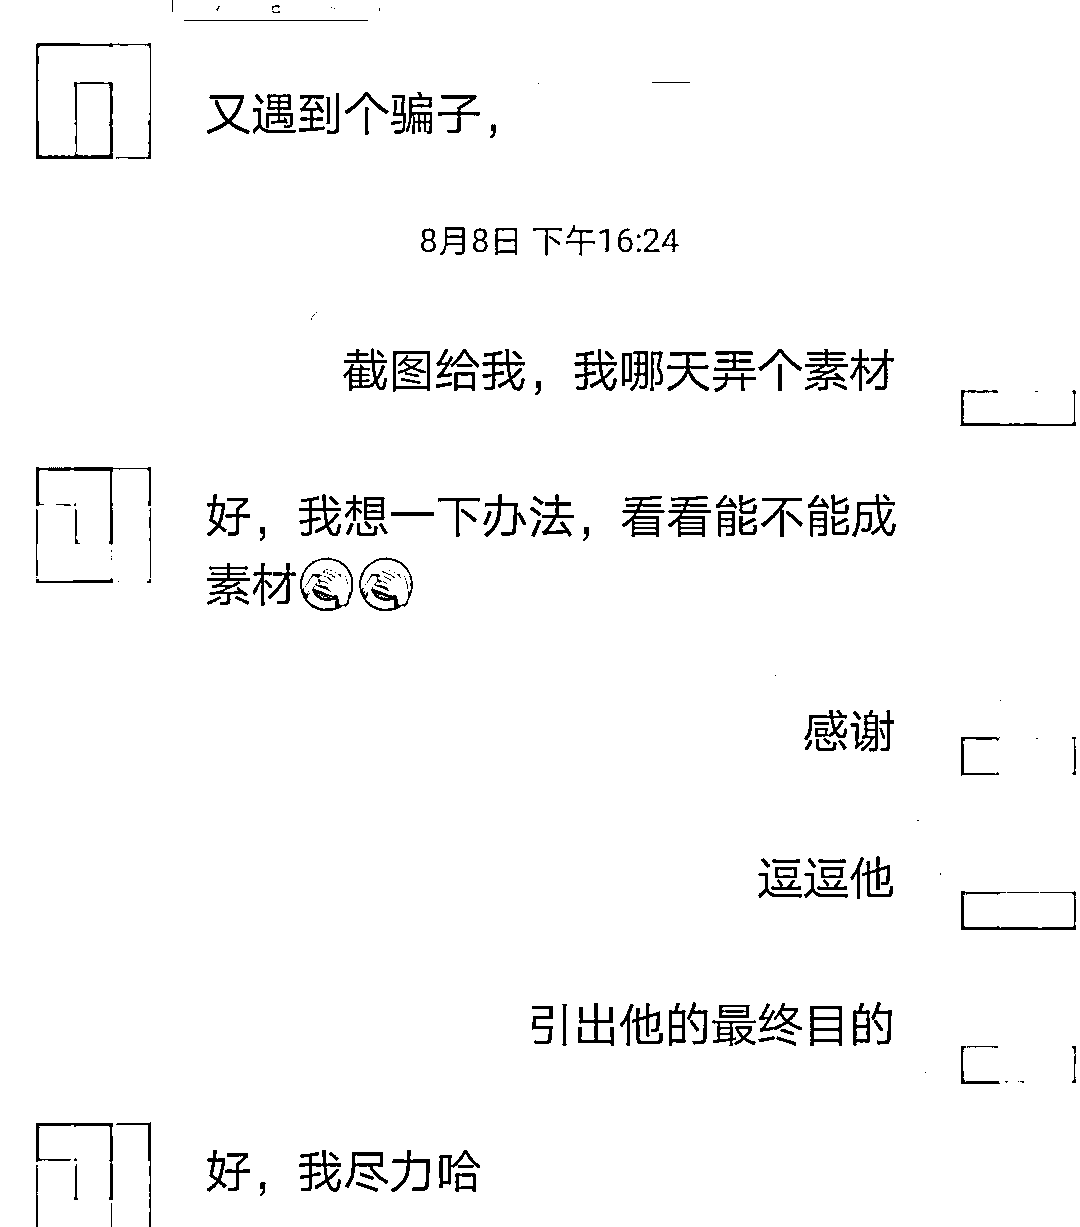 又遇到个骗子，
8月8日 下午16:24
截图给我，我哪天弄个素材
好，我想一下办法，看看能不能成
素材
感谢
逗逗他
引出他的最终目的
好，我尽力哈